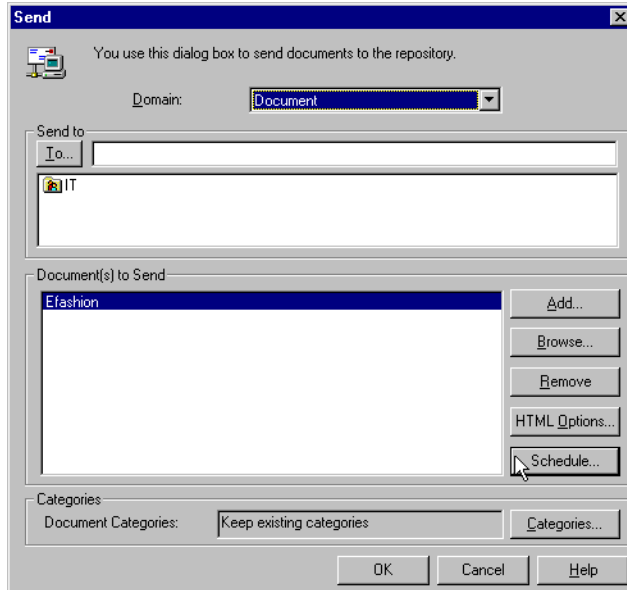 Send
You use this dialog box to send documents to the repository.
Domain: Document
Send to
To...
IT
Document(s) to Send
Efashion
Add...
Browse...
Remove
HTML Options...
Schedule...
Categories
Document Categories: Keep existing categories Categories...
OK Cancel Help